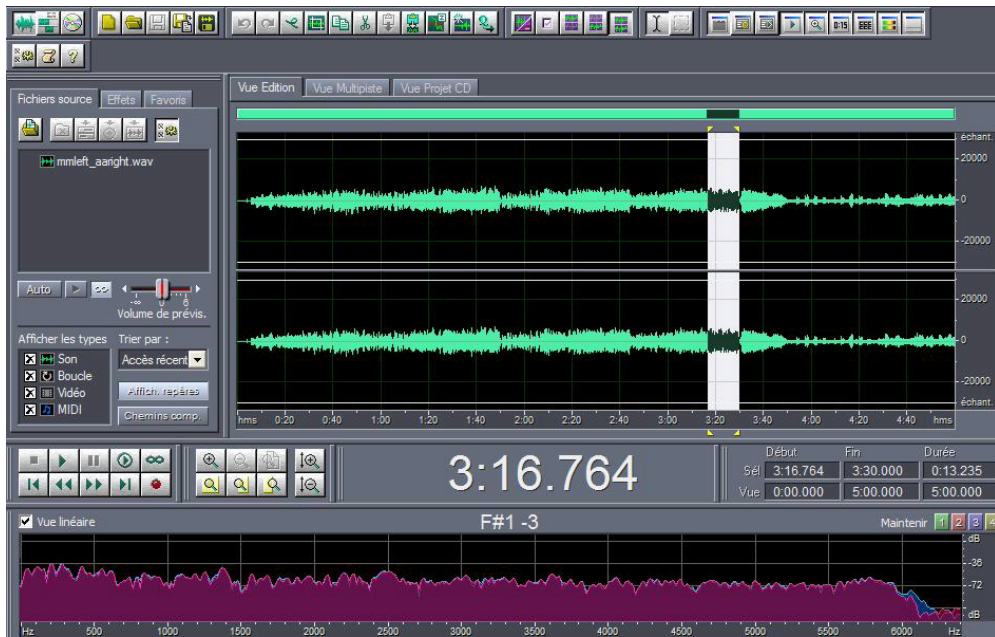 Fichiers source Effets Favoris
mmleft_aaright.wav
Auto
-∞ 0 6
Volume de prévis.
Afficher les types Trier par :
Son
Boucle
Vidéo
MIDI
Accès récent
Affich. repères
Chemins comp.
Vue Edition Vue Multipiste Vue Projet CD
échant.
20000
0
-20000
20000
0
-20000
échant.
hms 0:20 0:40 1:00 1:20 1:40 2:00 2:20 2:40 3:00 3:20 3:40 4:00 4:20 4:40 hms
3:16.764
Début Fin Durée
Sél 3:16.764 3:30.000 0:13.235
Vue 0:00.000 5:00.000 5:00.000
Vue linéaire F#1 -3 Maintenir 1 2 3 4
dB
-36
-72
dB
Hz 500 1000 1500 2000 2500 3000 3500 4000 4500 5000 5500 6000 Hz